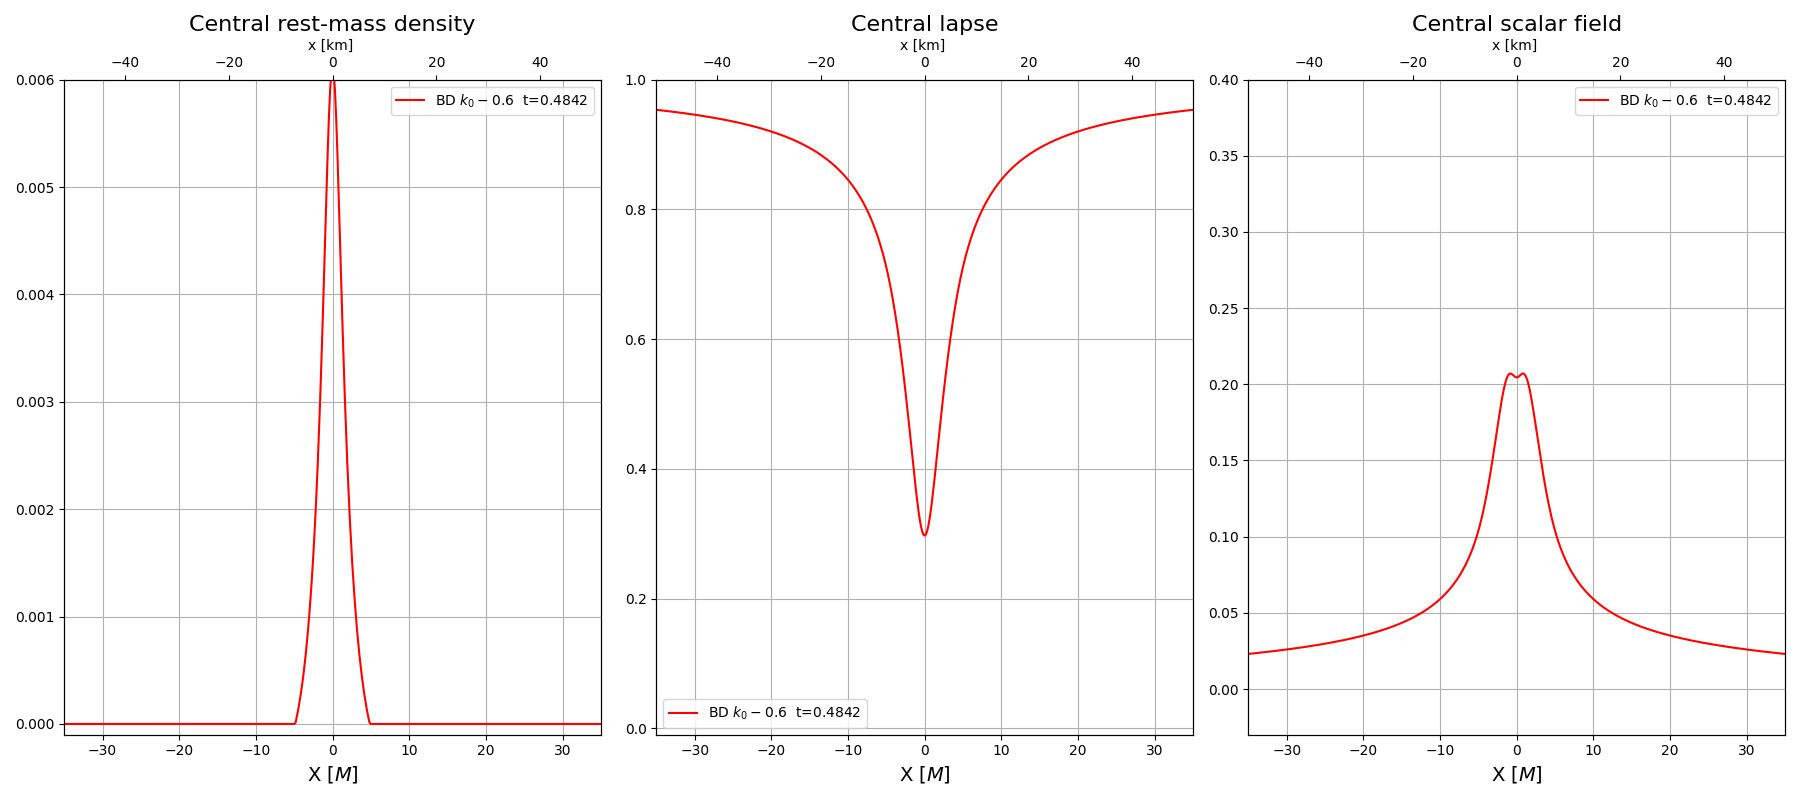 Central rest-mass density
x [km]
−40 −20 0 20 40
0.006
0.005
0.004
0.003
0.002
0.001
0.000
BD k₀ − 0.6 t=0.4842
−30 −20 −10 0 10 20 30
X [M]
Central lapse
x [km]
−40 −20 0 20 40
1.0
0.8
0.6
0.4
0.2
0.0
BD k₀ − 0.6 t=0.4842
−30 −20 −10 0 10 20 30
X [M]
Central scalar field
x [km]
−40 −20 0 20 40
0.40
0.35
0.30
0.25
0.20
0.15
0.10
0.05
0.00
BD k₀ − 0.6 t=0.4842
−30 −20 −10 0 10 20 30
X [M]